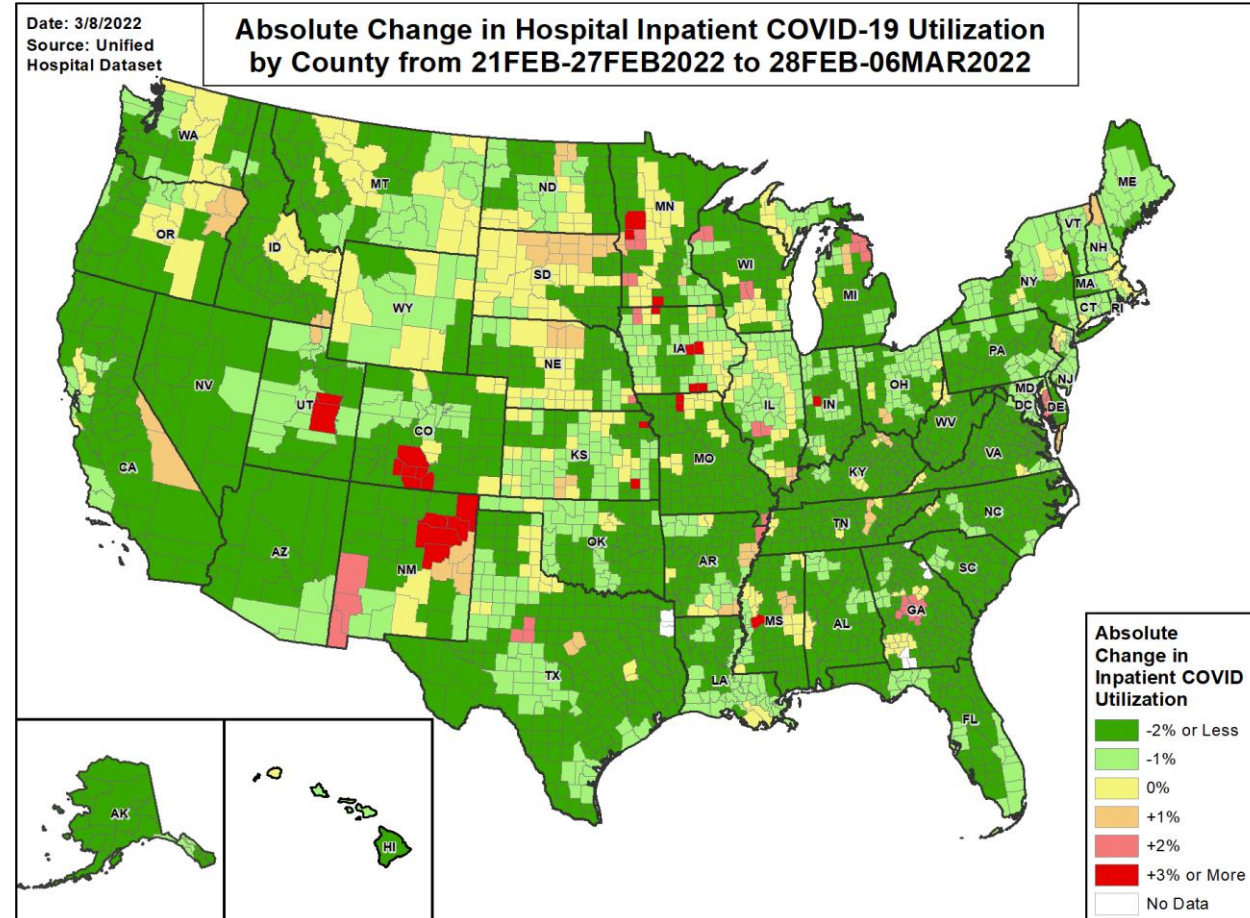 Date: 3/8/2022
Source: Unified
Hospital Dataset
Absolute Change in Hospital Inpatient COVID-19 Utilization
by County from 21FEB-27FEB2022 to 28FEB-06MAR2022
WA
MT
ND
MN
ME
VT
NH
OR
ID
SD
WI
MI
NY
MA
CT
RI
WY
NE
IA
PA
NJ
NV
UT
CO
IL
IN
OH
MD
DE
DC
WV
VA
CA
KS
MO
KY
NC
TN
AZ
NM
OK
AR
SC
MS
AL
GA
TX
LA
FL
AK
HI
Absolute
Change in
Inpatient COVID
Utilization
-2% or Less
-1%
0%
+1%
+2%
+3% or More
No Data